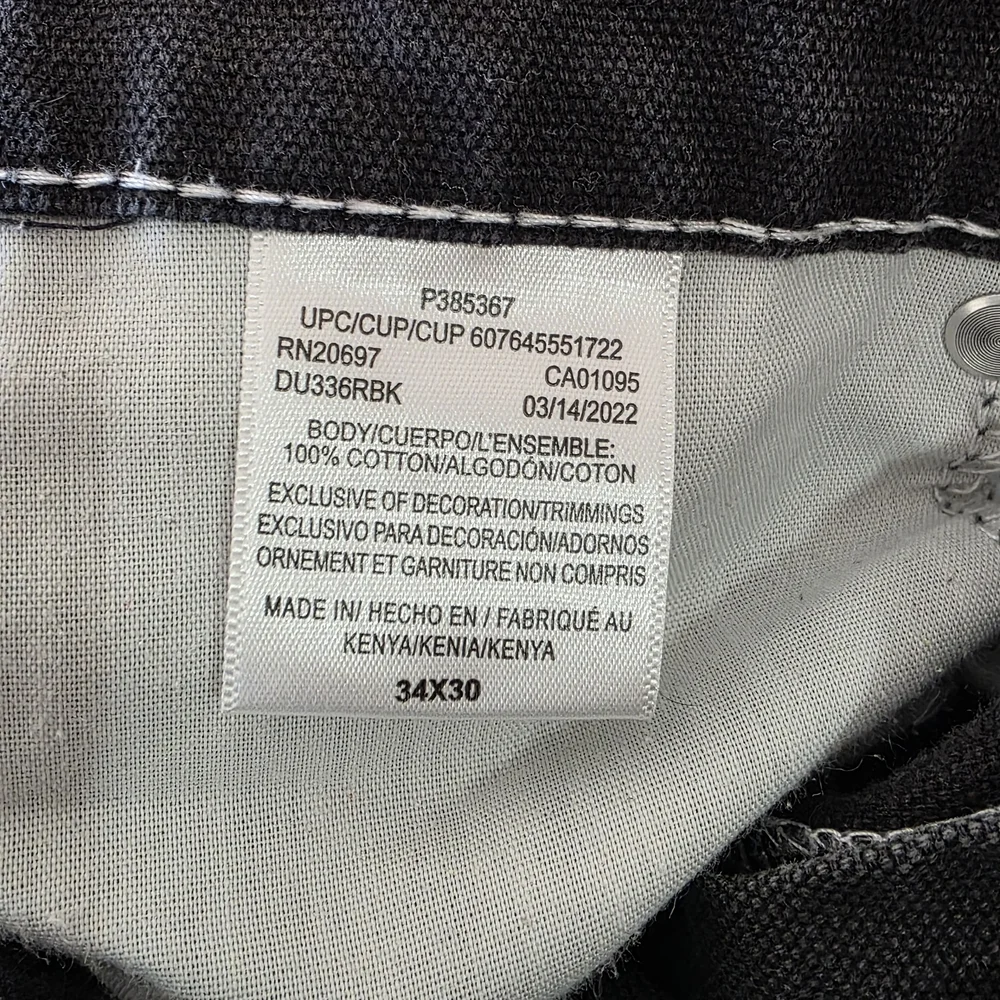 P385367
UPC/CUP/CUP 607645551722
RN20697 CA01095
DU336RBK 03/14/2022
BODY/CUERPO/L'ENSEMBLE:
100% COTTON/ALGODÓN/COTON
EXCLUSIVE OF DECORATION/TRIMMINGS
EXCLUSIVO PARA DECORACIÓN/ADORNOS
ORNEMENT ET GARNITURE NON COMPRIS
MADE IN/ HECHO EN / FABRIQUÉ AU
KENYA/KENIA/KENYA
34X30